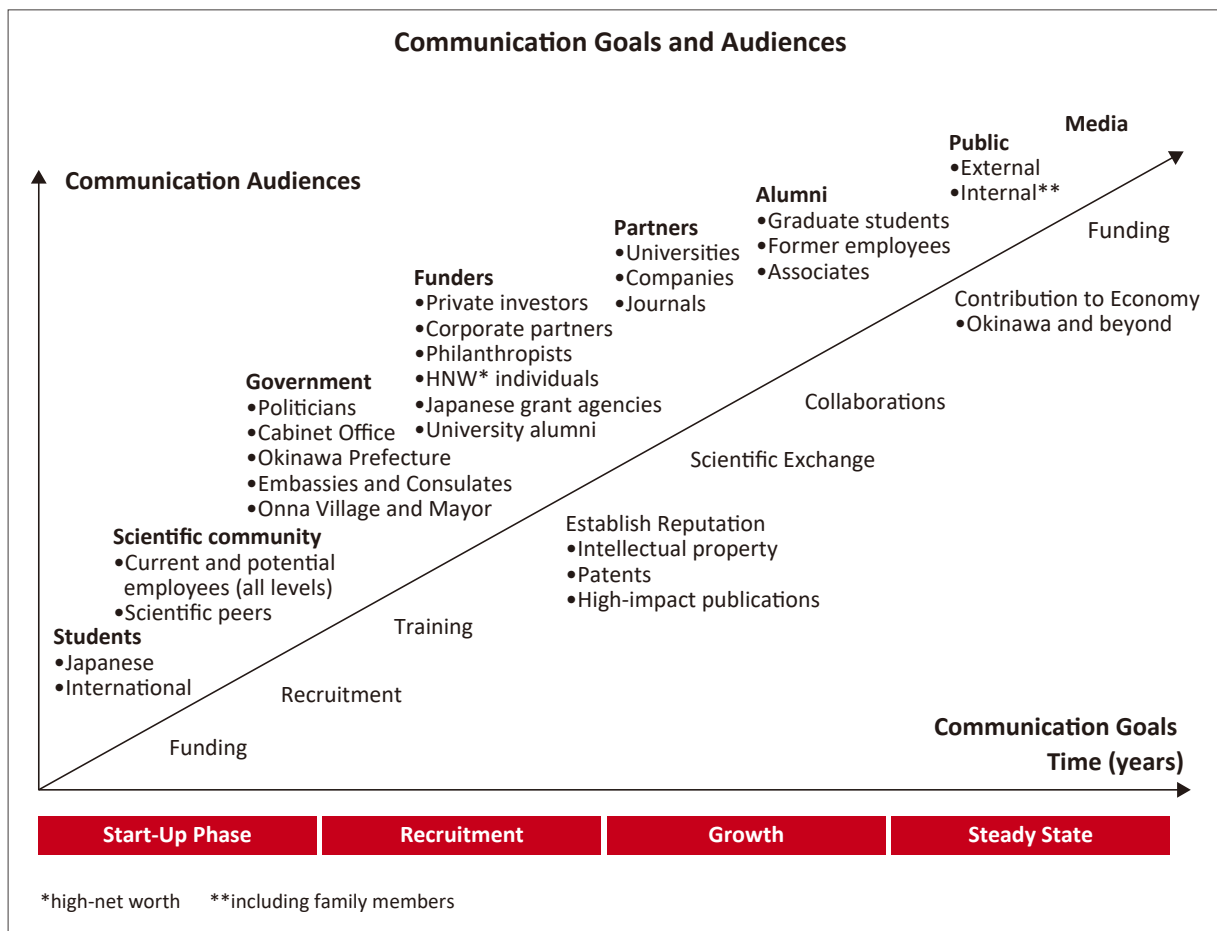 Communication Goals and Audiences
Communication Audiences
Media
Public
•External
•Internal**
Alumni
•Graduate students
•Former employees
•Associates
Partners
•Universities
•Companies
•Journals
Funders
•Private investors
•Corporate partners
•Philanthropists
•HNW* individuals
•Japanese grant agencies
•University alumni
Government
•Politicians
•Cabinet Office
•Okinawa Prefecture
•Embassies and Consulates
•Onna Village and Mayor
Scientific community
•Current and potential
employees (all levels)
•Scientific peers
Students
•Japanese
•International
Funding
Recruitment
Training
Establish Reputation
•Intellectual property
•Patents
•High-impact publications
Scientific Exchange
Collaborations
Contribution to Economy
•Okinawa and beyond
Funding
Communication Goals
Time (years)
Start-Up Phase
Recruitment
Growth
Steady State
*high-net worth **including family members